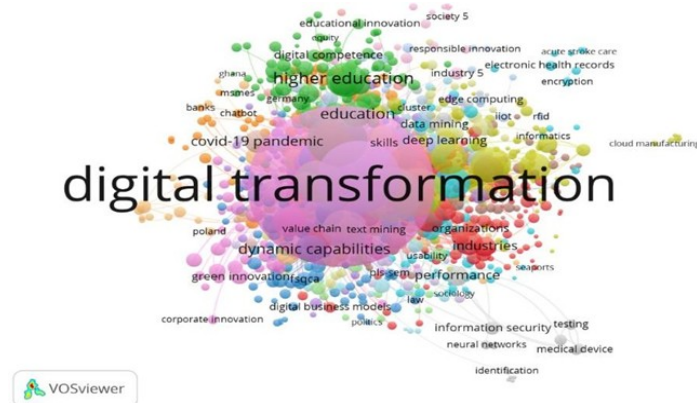 society 5
educational innovation
equity
digital competence
responsible innovation
acute stroke care
electronic health records
ghana
higher education
industry 5
encryption
msmes
germany
edge computing
banks
chatbot
education
cluster
iiot
rfid
data mining
covid-19 pandemic
skills
deep learning
informatics
cloud manufacturing
digital transformation
poland
value chain
text mining
organizations
dynamic capabilities
industries
usability
green innovation
fsqca
pls-sem
performance
seaports
sociology
law
digital business models
corporate innovation
politics
information security
testing
neural networks
medical device
identification
VOSviewer